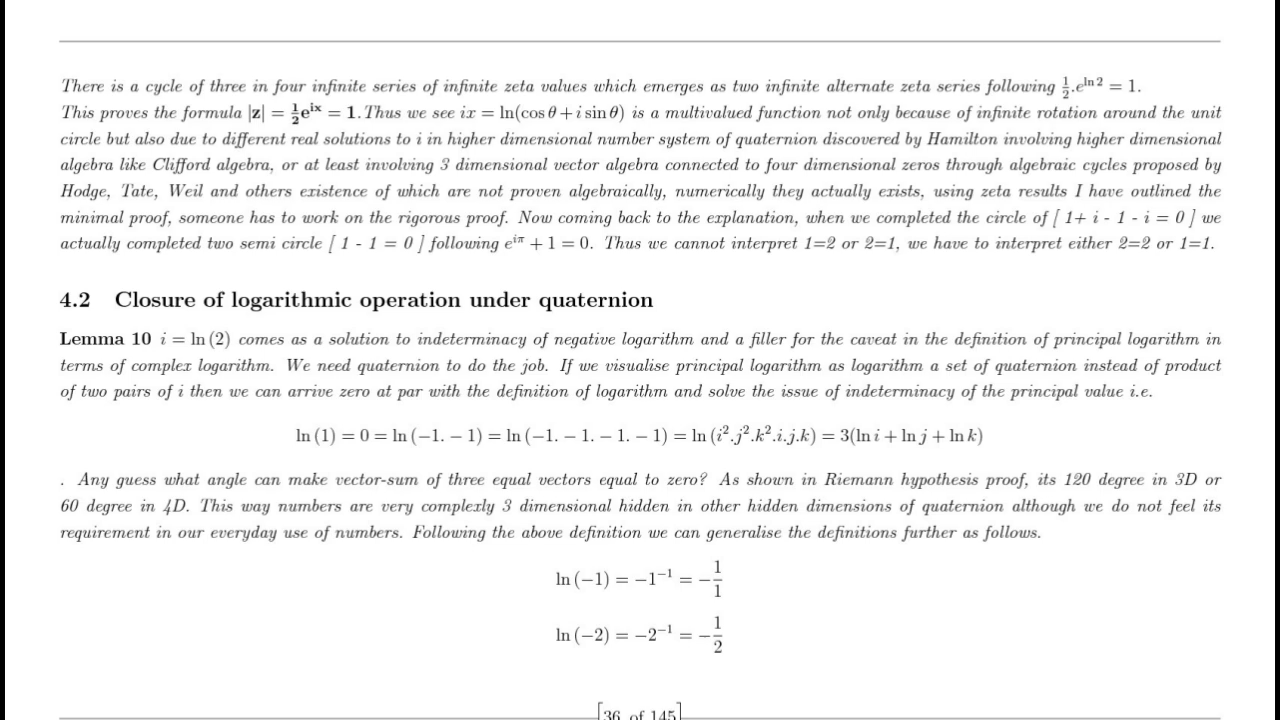 There is a cycle of three in four infinite series of infinite zeta values which emerges as two infinite alternate zeta series following ½.e^{ln 2} = 1.
This proves the formula |z| = ½e^{ix} = 1. Thus we see ix = ln(cos θ + i sin θ) is a multivalued function not only because of infinite rotation around the unit
circle but also due to different real solutions to i in higher dimensional number system of quaternion discovered by Hamilton involving higher dimensional
algebra like Clifford algebra, or at least involving 3 dimensional vector algebra connected to four dimensional zeros through algebraic cycles proposed by
Hodge, Tate, Weil and others existence of which are not proven algebraically, numerically they actually exists, using zeta results I have outlined the
minimal proof, someone has to work on the rigorous proof. Now coming back to the explanation, when we completed the circle of [ 1+ i - 1 - i = 0 ] we
actually completed two semi circle [ 1 - 1 = 0 ] following e^{iπ} + 1 = 0. Thus we cannot interpret 1=2 or 2=1, we have to interpret either 2=2 or 1=1.
4.2 Closure of logarithmic operation under quaternion
Lemma 10 i = ln (2) comes as a solution to indeterminacy of negative logarithm and a filler for the caveat in the definition of principal logarithm in
terms of complex logarithm. We need quaternion to do the job. If we visualise principal logarithm as logarithm a set of quaternion instead of product
of two pairs of i then we can arrive zero at par with the definition of logarithm and solve the issue of indeterminacy of the principal value i.e.
ln (1) = 0 = ln (−1. − 1) = ln (−1. − 1. − 1. − 1) = ln (i².j².k².i.j.k) = 3(ln i + ln j + ln k)
. Any guess what angle can make vector-sum of three equal vectors equal to zero? As shown in Riemann hypothesis proof, its 120 degree in 3D or
60 degree in 4D. This way numbers are very complexly 3 dimensional hidden in other hidden dimensions of quaternion although we do not feel its
requirement in our everyday use of numbers. Following the above definition we can generalise the definitions further as follows.
ln (−1) = −1⁻¹ = −1/1
ln (−2) = −2⁻¹ = −1/2
[36 of 145]